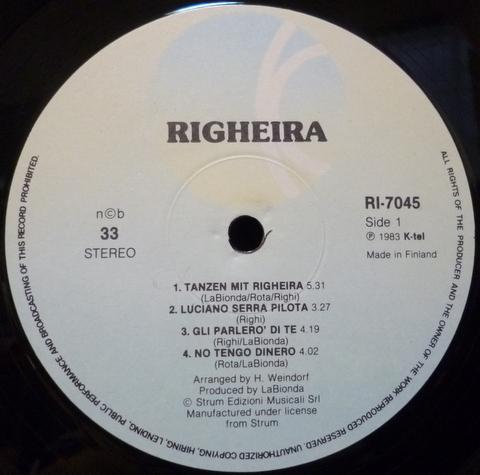 RIGHEIRA
n©b
33
STEREO
RI-7045
Side 1
℗ 1983 K-tel
Made in Finland
1. TANZEN MIT RIGHEIRA 5.31
(LaBionda/Rota/Righi)
2. LUCIANO SERRA PILOTA 3.27
(Righi)
3. GLI PARLERO' DI TE 4.19
(Righi/LaBionda)
4. NO TENGO DINERO 4.02
(Rota/LaBionda)
Arranged by H. Weindorf
Produced by LaBionda
© Strum Edizioni Musicali Srl
Manufactured under license
from Strum
ALL RIGHTS OF THE PRODUCER AND THE OWNER OF THE WORK REPRODUCED RESERVED. UNAUTHORIZED COPYING, HIRING, LENDING, PUBLIC PERFORMANCE AND BROADCASTING OF THIS RECORD PROHIBITED.